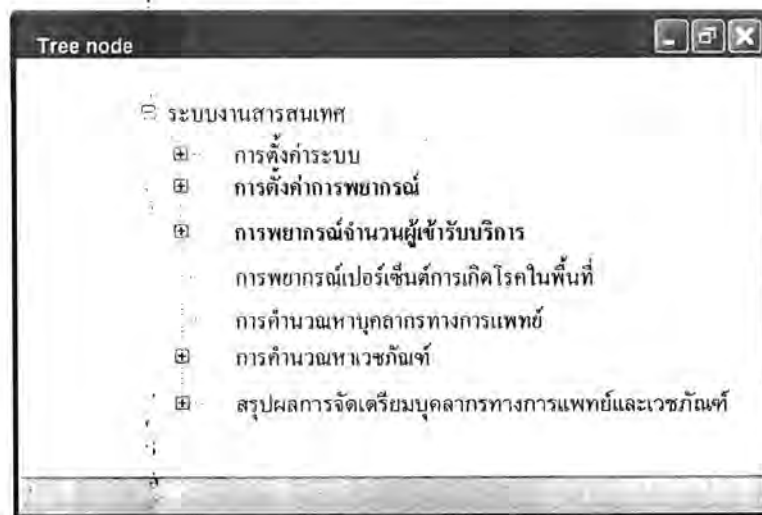 Tree node
ระบบงานสารสนเทศ
การตั้งค่าระบบ
การตั้งค่าการพยากรณ์
การพยากรณ์จำนวนผู้เข้ารับบริการ
การพยากรณ์เปอร์เซ็นต์การเกิดโรคในพื้นที่
การคำนวณหาบุคลากรทางการแพทย์
การคำนวณหาเวชภัณฑ์
สรุปผลการจัดเตรียมบุคลากรทางการแพทย์และเวชภัณฑ์